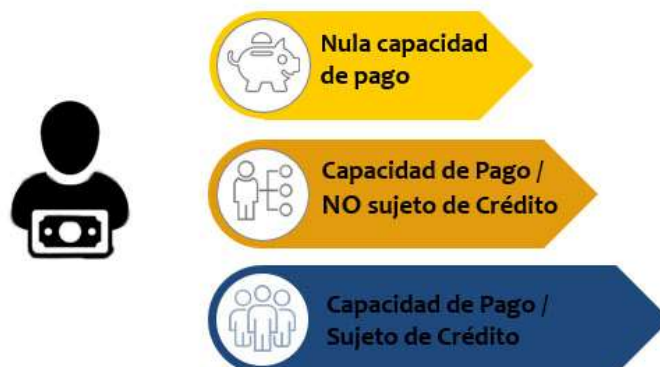 Nula capacidad
de pago
Capacidad de Pago /
NO sujeto de Crédito
Capacidad de Pago /
Sujeto de Crédito